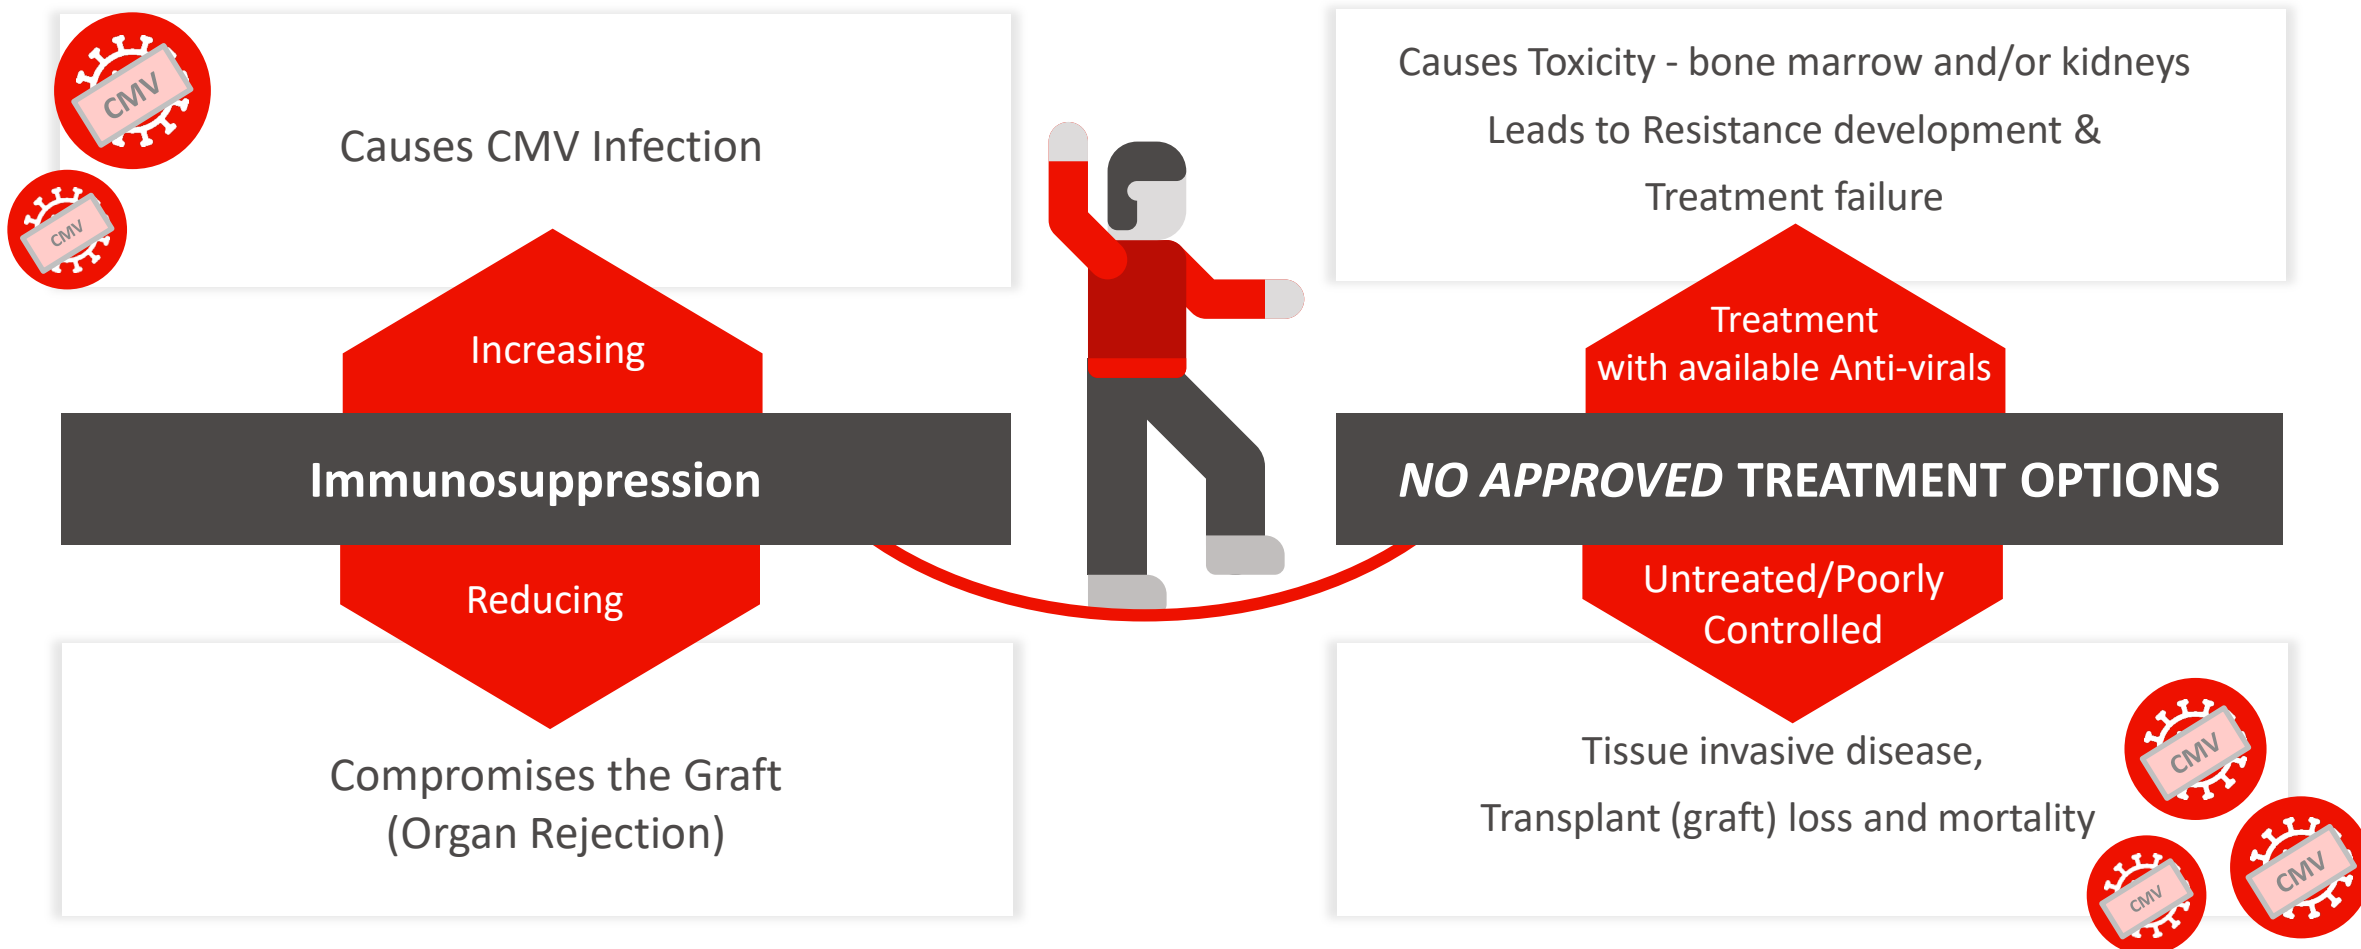 CMV
CMV
Causes CMV Infection
Increasing
Immunosuppression
Reducing
Compromises the Graft
(Organ Rejection)
Causes Toxicity - bone marrow and/or kidneys
Leads to Resistance development &
Treatment failure
Treatment
with available Anti-virals
NO APPROVED TREATMENT OPTIONS
Untreated/Poorly
Controlled
Tissue invasive disease,
Transplant (graft) loss and mortality
CMV
CMV
CMV